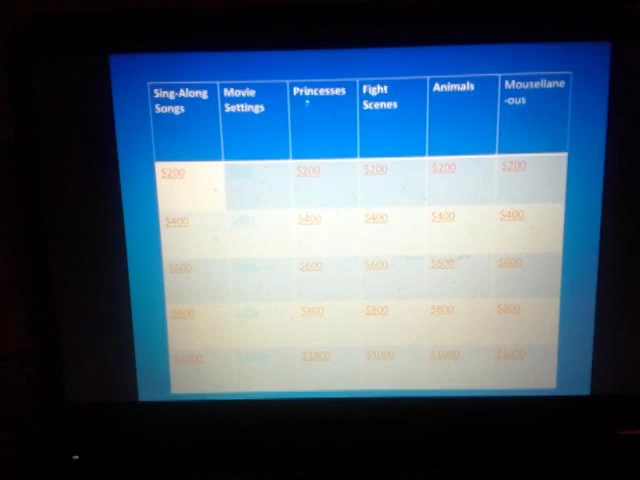 Sing-Along Songs
Movie Settings
Princesses
Fight Scenes
Animals
Mousellane-ous
$200 $200 $200 $200 $200
$400 $400 $400 $400 $400 $400
$600 $600 $600 $600 $600
$800 $800 $800 $800 $800
$1000 $1000 $1000 $1000 $1000